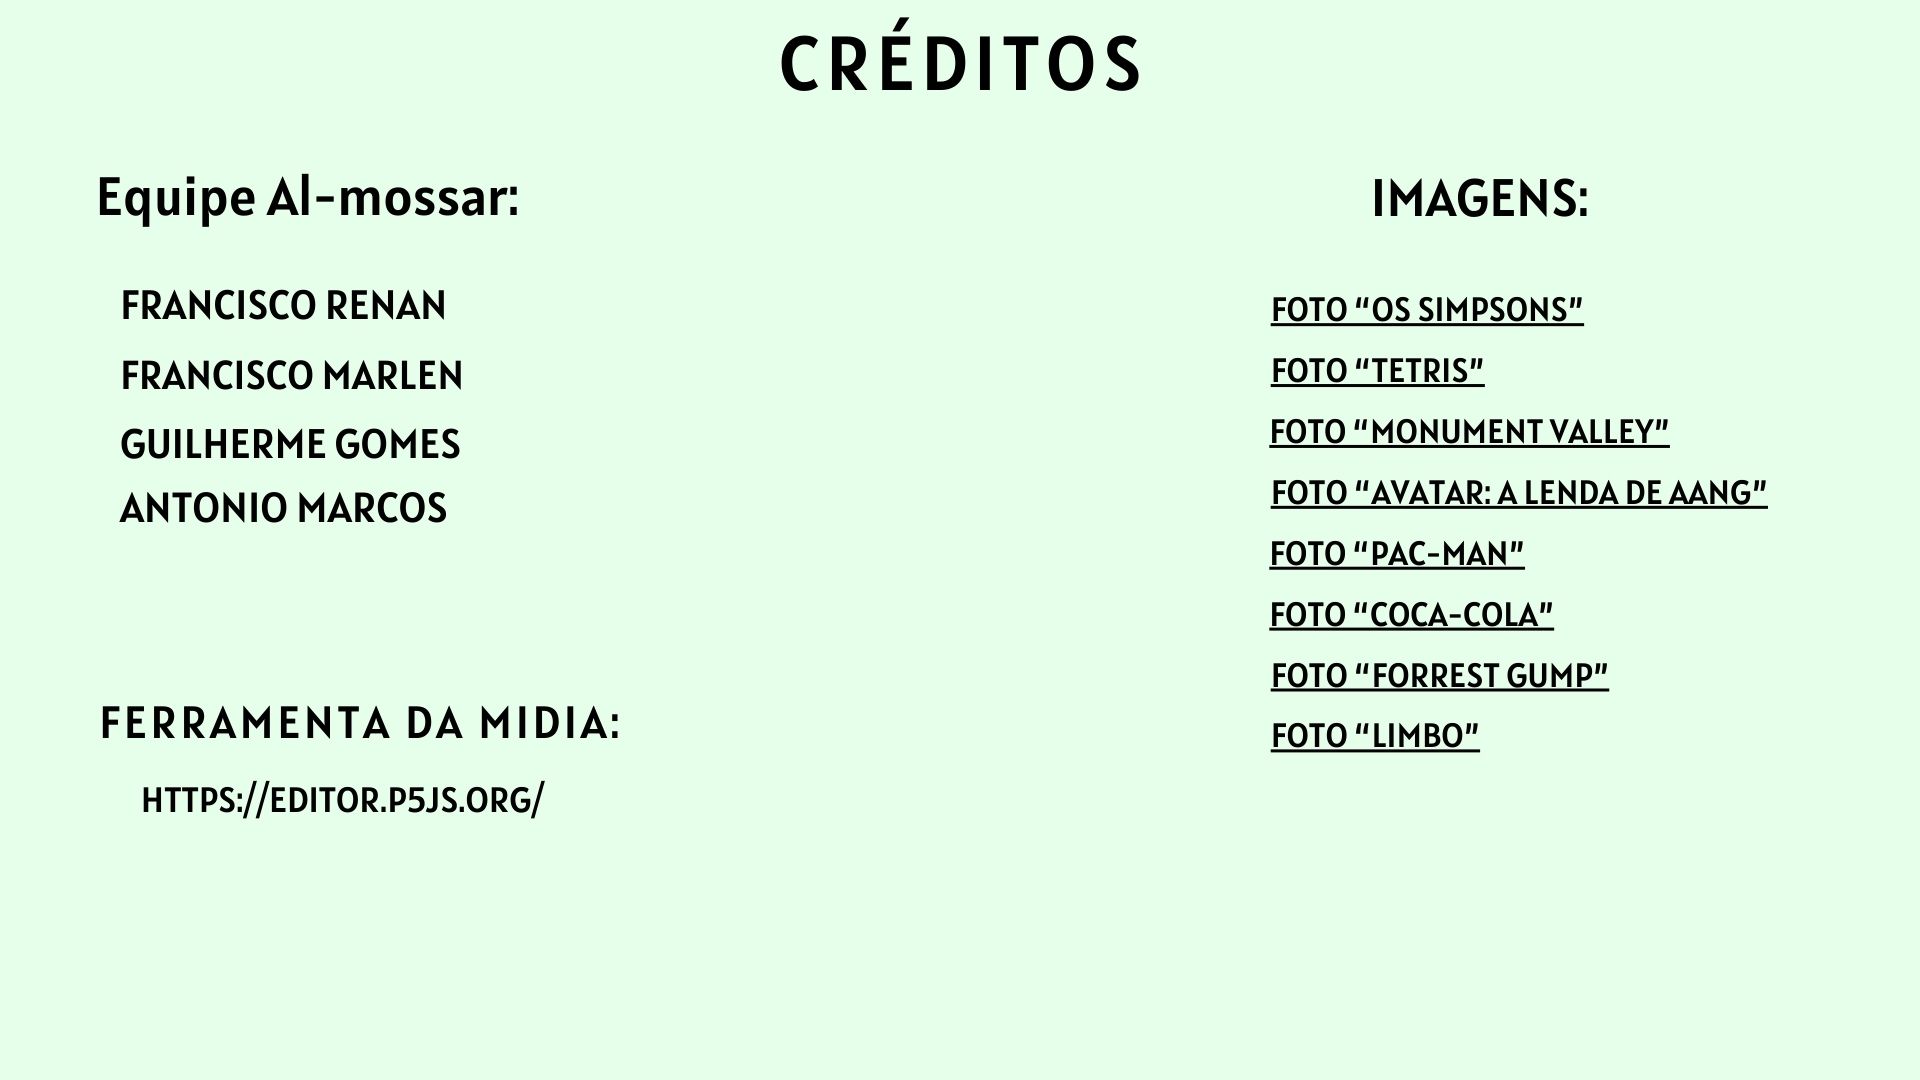 CRÉDITOS
Equipe Al-mossar:
FRANCISCO RENAN
FRANCISCO MARLEN
GUILHERME GOMES
ANTONIO MARCOS
FERRAMENTA DA MIDIA:
HTTPS://EDITOR.P5JS.ORG/
IMAGENS:
FOTO “OS SIMPSONS”
FOTO “TETRIS”
FOTO “MONUMENT VALLEY”
FOTO “AVATAR: A LENDA DE AANG”
FOTO “PAC-MAN”
FOTO “COCA-COLA”
FOTO “FORREST GUMP”
FOTO “LIMBO”